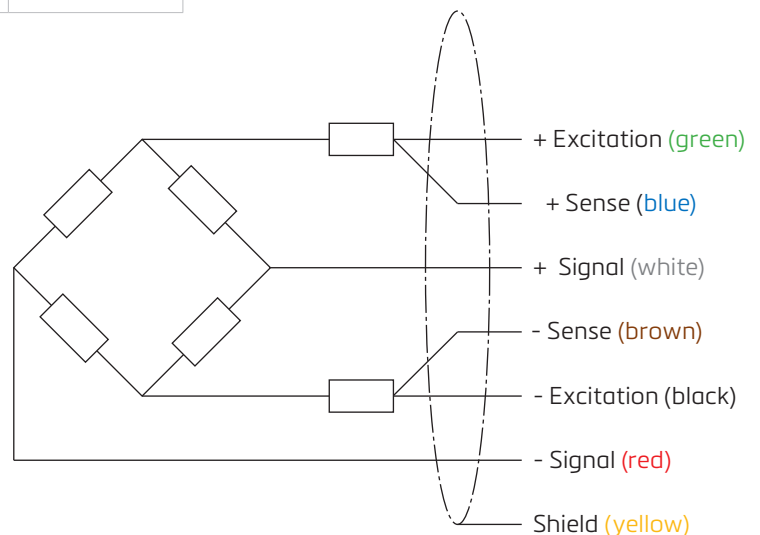 + Excitation (green)
+ Sense (blue)
+ Signal (white)
- Sense (brown)
- Excitation (black)
- Signal (red)
Shield (yellow)